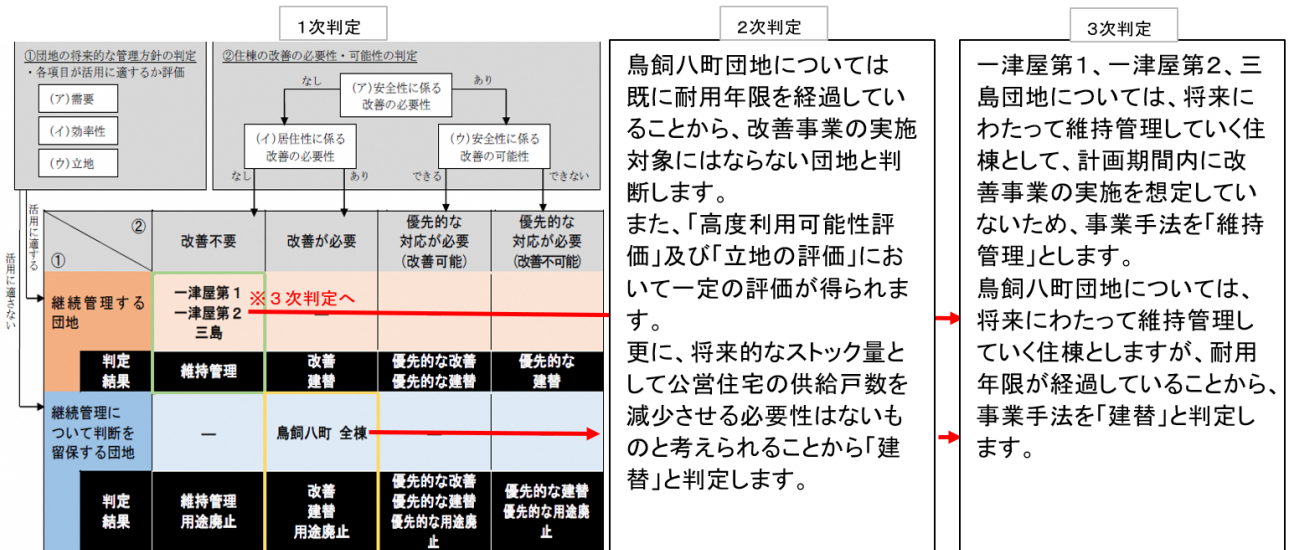 1次判定
①団地の将来的な管理方針の判定
・各項目が活用に適するか評価
(ア)需要
(イ)効率性
(ウ)立地
②住棟の改善の必要性・可能性の判定
なし
(ア)安全性に係る
改善の必要性
あり
(イ)居住性に係る
改善の必要性
(ウ)安全性に係る
改善の可能性
なし
あり
できる
できない
活用に適する
活用に適さない
②
①
改善不要
改善が必要
優先的な
対応が必要
(改善可能)
優先的な
対応が必要
(改善不可能)
継続管理する
団地
一津屋第1
一津屋第2
三島
※3次判定へ
―
判定
結果
維持管理
改善
建替
優先的な改善
優先的な建替
優先的な
建替
継続管理に
ついて判断を
留保する団地
―
鳥飼八町 全棟
―
判定
結果
維持管理
用途廃止
改善
建替
用途廃止
優先的な改善
優先的な建替
優先的な用途廃
止
優先的な建替
優先的な用途廃
止
2次判定
鳥飼八町団地については
既に耐用年限を経過してい
ることから、改善事業の実施
対象にはならない団地と判
断します。
また、「高度利用可能性評
価」及び「立地の評価」にお
いて一定の評価が得られま
す。
更に、将来的なストック量と
して公営住宅の供給戸数を
減少させる必要性はないも
のと考えられることから「建
替」と判定します。
3次判定
一津屋第1、一津屋第2、三
島団地については、将来に
わたって維持管理していく住
棟として、計画期間内に改
善事業の実施を想定してい
ないため、事業手法を「維持
管理」とします。
鳥飼八町団地については、
将来にわたって維持管理し
ていく住棟としますが、耐用
年限が経過していることから、
事業手法を「建替」と判定し
ます。